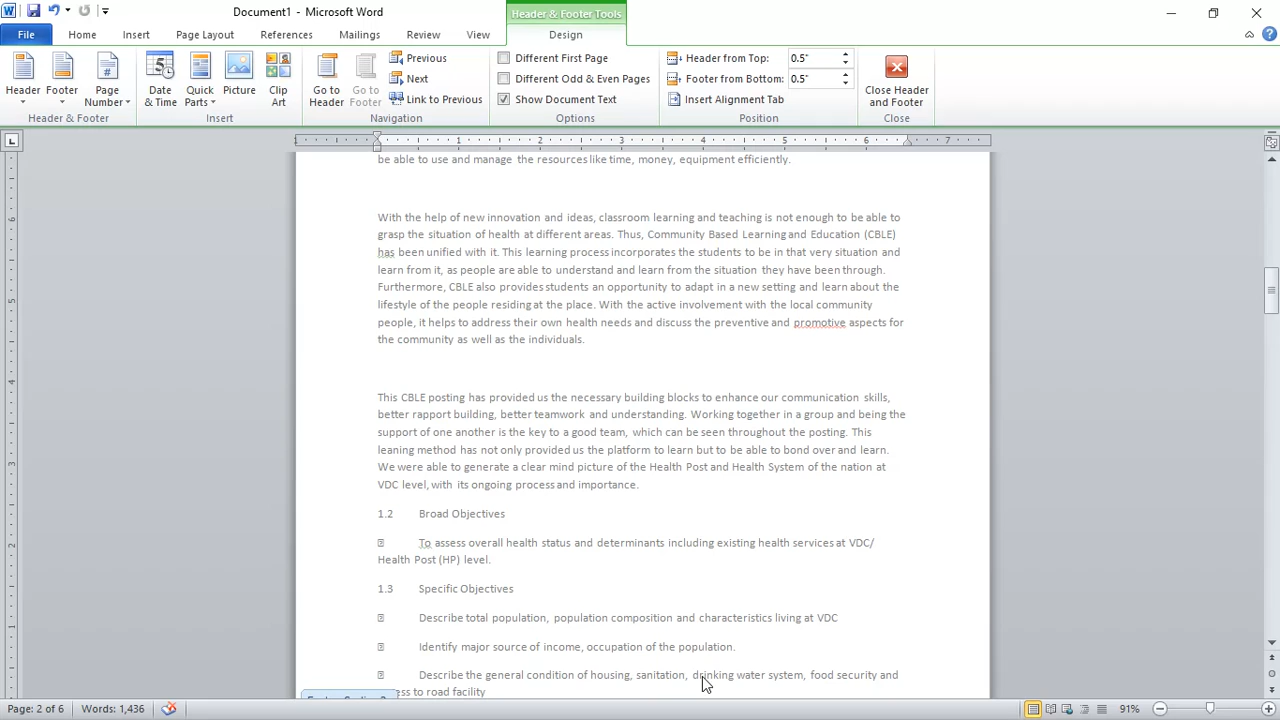 Document1 - Microsoft Word
Header & Footer Tools
File Home Insert Page Layout References Mailings Review View Design
Header
Footer
Page
Number
Date
& Time
Quick
Parts
Picture
Clip
Art
Go to
Header
Go to
Footer
Previous
Next
Link to Previous
Different First Page
Different Odd & Even Pages
Show Document Text
Header from Top: 0.5"
Footer from Bottom: 0.5"
Insert Alignment Tab
Close Header
and Footer
Header & Footer Insert Navigation Options Position Close
1 1 2 3 4 5 6 7
be able to use and manage the resources like time, money, equipment efficiently.
With the help of new innovation and ideas, classroom learning and teaching is not enough to be able to
grasp the situation of health at different areas. Thus, Community Based Learning and Education (CBLE)
has been unified with it. This learning process incorporates the students to be in that very situation and
learn from it, as people are able to understand and learn from the situation they have been through.
Furthermore, CBLE also provides students an opportunity to adapt in a new setting and learn about the
lifestyle of the people residing at the place. With the active involvement with the local community
people, it helps to address their own health needs and discuss the preventive and promotive aspects for
the community as well as the individuals.
This CBLE posting has provided us the necessary building blocks to enhance our communication skills,
better rapport building, better teamwork and understanding. Working together in a group and being the
support of one another is the key to a good team, which can be seen throughout the posting. This
leaning method has not only provided us the platform to learn but to be able to bond over and learn.
We were able to generate a clear mind picture of the Health Post and Health System of the nation at
VDC level, with its ongoing process and importance.
1.2 Broad Objectives
To assess overall health status and determinants including existing health services at VDC/
Health Post (HP) level.
1.3 Specific Objectives
Describe total population, population composition and characteristics living at VDC
Identify major source of income, occupation of the population.
Describe the general condition of housing, sanitation, drinking water system, food security and
ess to road facility
Page: 2 of 6 Words: 1,436 91%